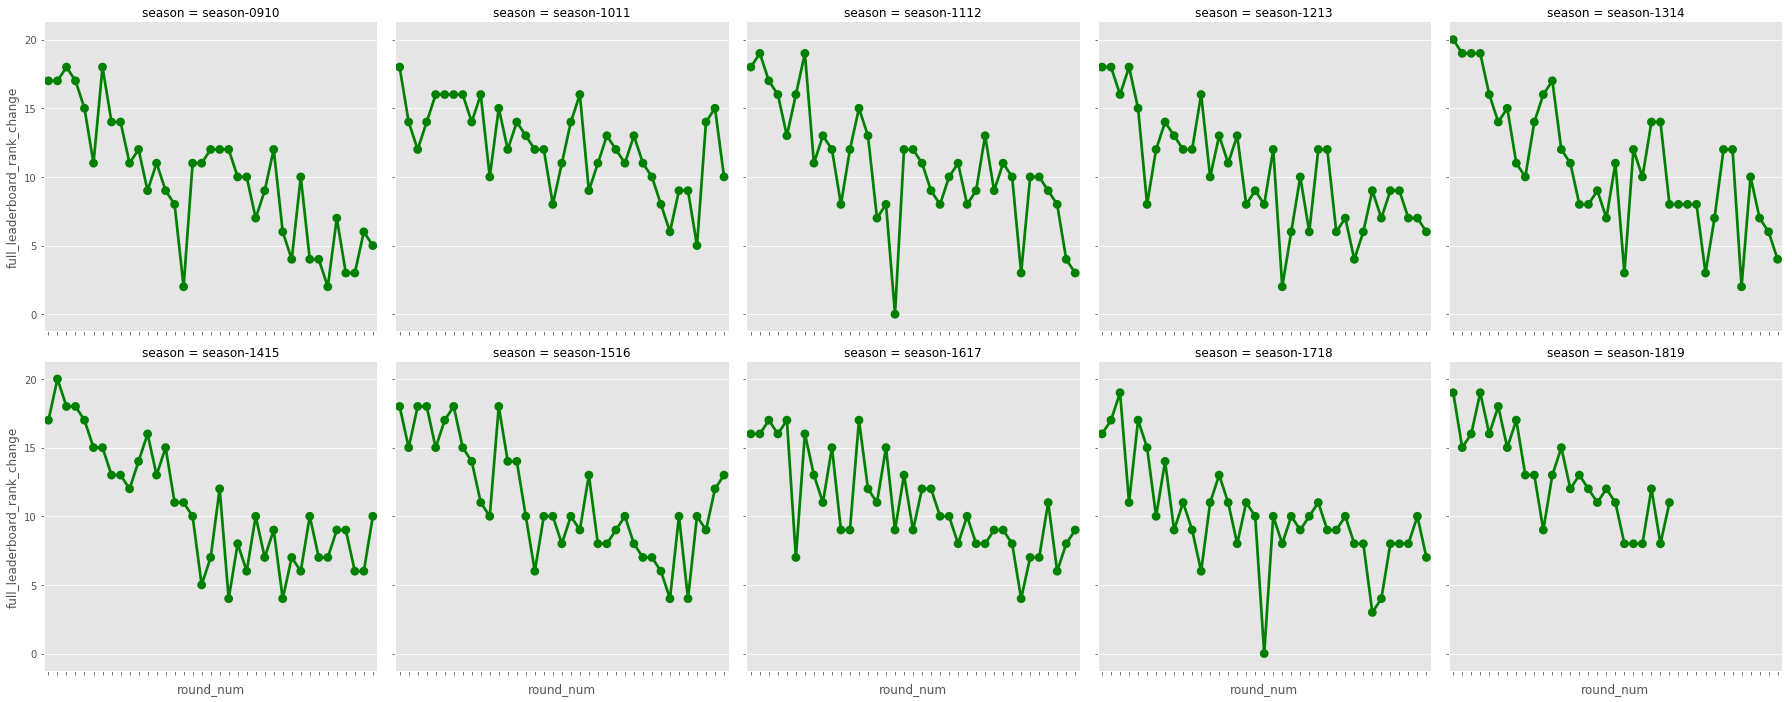 season = season-0910
season = season-1011
season = season-1112
season = season-1213
season = season-1314
20
15
10
5
0
full_leaderboard_rank_change
season = season-1415
season = season-1516
season = season-1617
season = season-1718
season = season-1819
20
15
10
5
0
full_leaderboard_rank_change
round_num
round_num
round_num
round_num
round_num